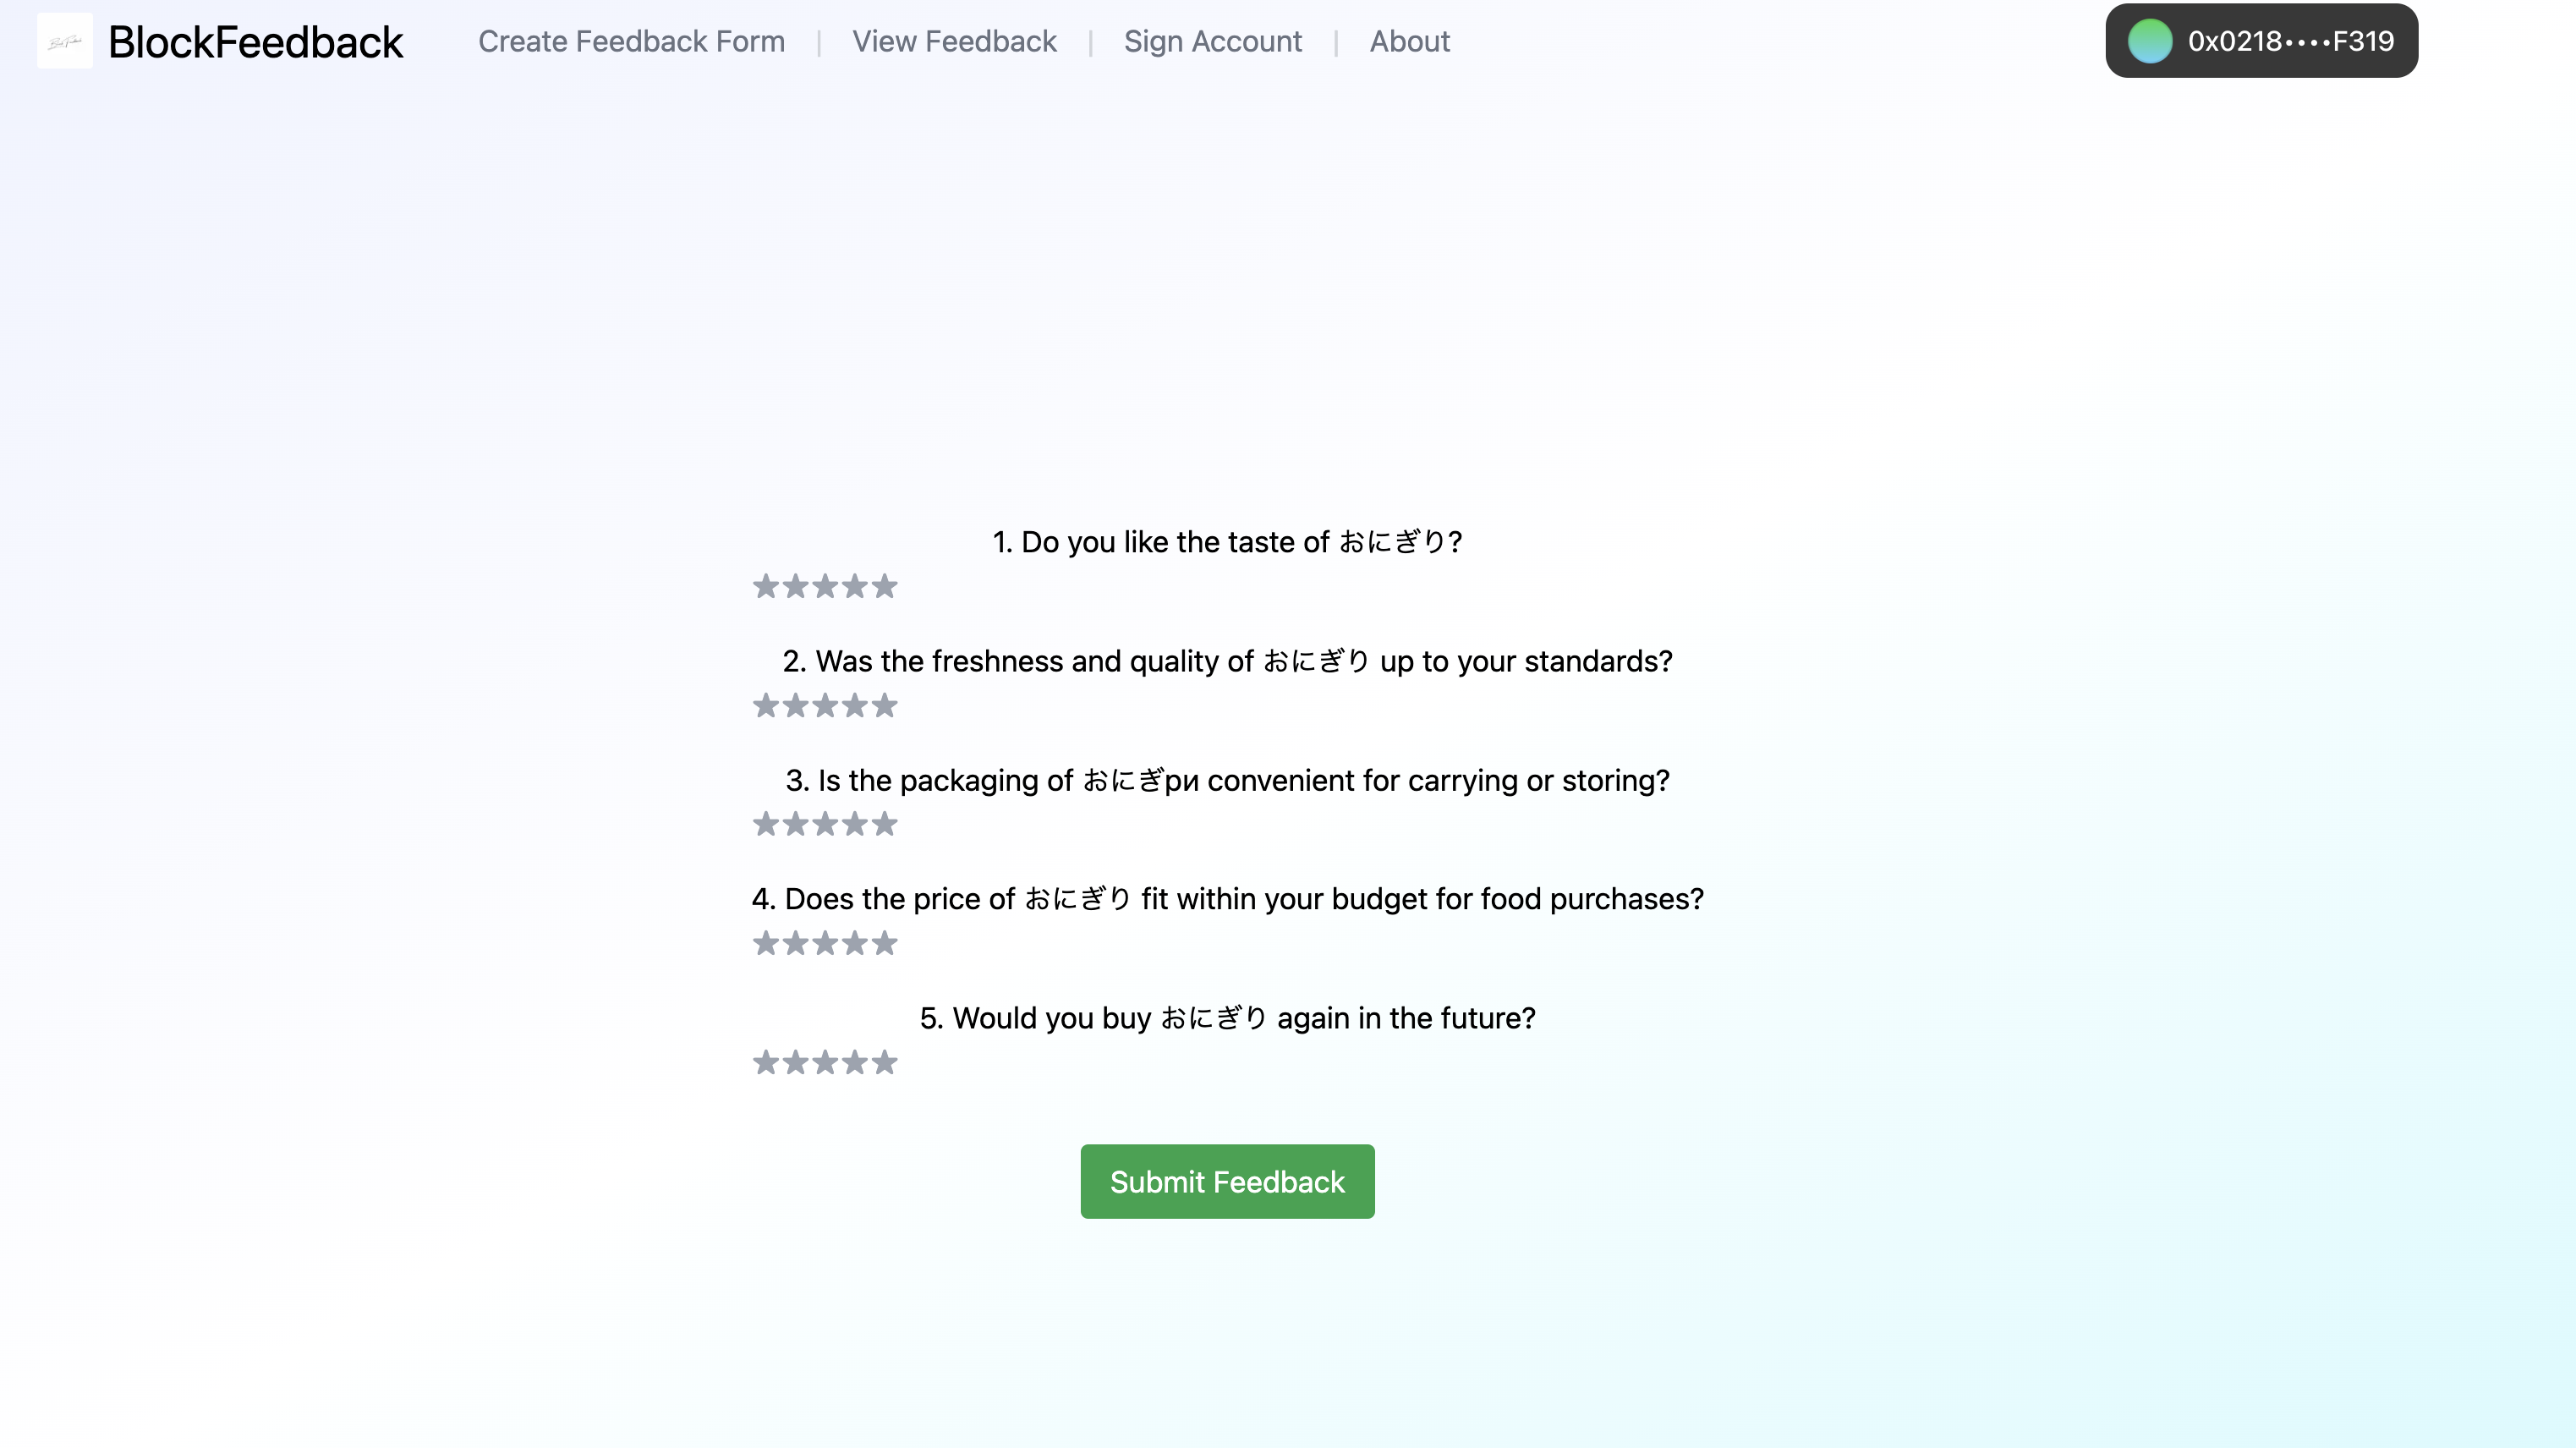 BlockFeedback
Create Feedback Form | View Feedback | Sign Account | About
0x0218••••F319
1. Do you like the taste of おにぎり?
2. Was the freshness and quality of おにぎり up to your standards?
3. Is the packaging of おにぎри convenient for carrying or storing?
4. Does the price of おにぎり fit within your budget for food purchases?
5. Would you buy おにぎり again in the future?
Submit Feedback